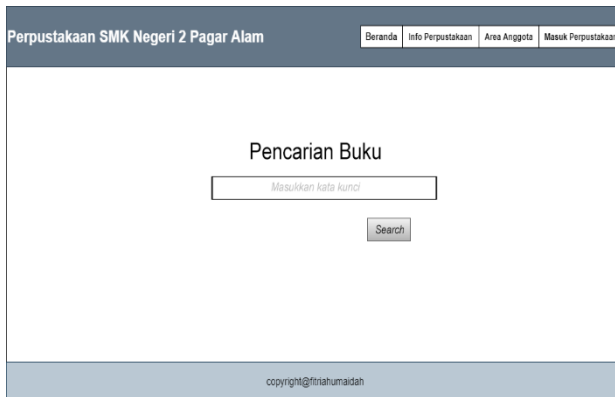 Perpustakaan SMK Negeri 2 Pagar Alam
Beranda Info Perpustakaan Area Anggota Masuk Perpustakaan
Pencarian Buku
Masukkan kata kunci
Search
copyright@fitriahumaidah